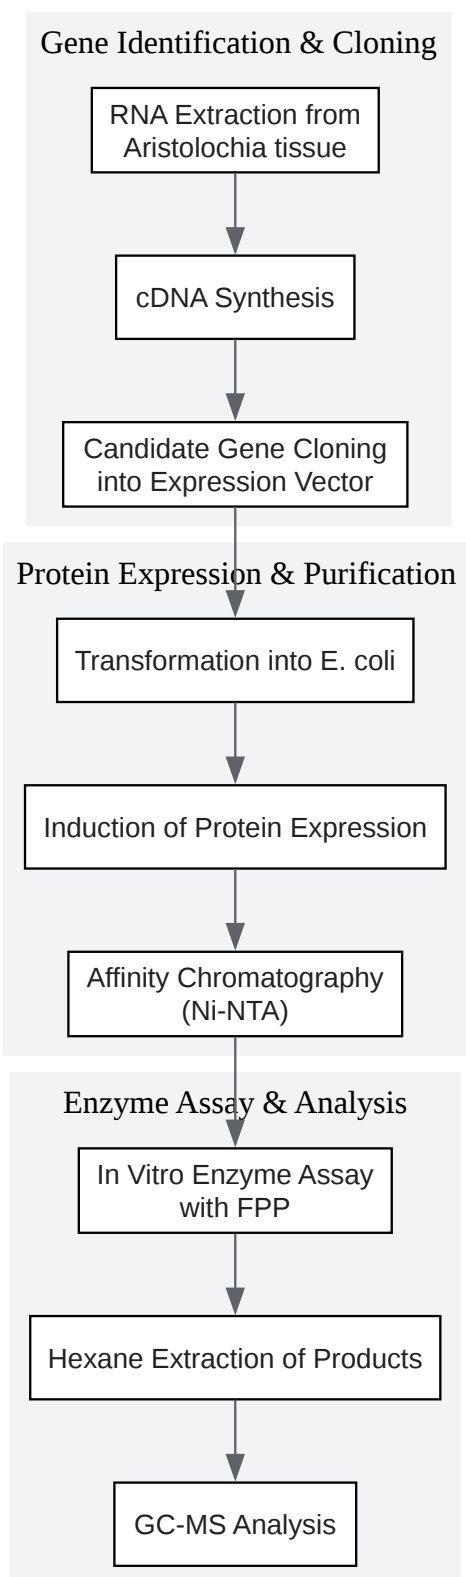 Gene Identification & Cloning
RNA Extraction from
Aristolochia tissue
cDNA Synthesis
Candidate Gene Cloning
into Expression Vector
Protein Expression & Purification
Transformation into E. coli
Induction of Protein Expression
Affinity Chromatography
(Ni-NTA)
Enzyme Assay & Analysis
In Vitro Enzyme Assay
with FPP
Hexane Extraction of Products
GC-MS Analysis